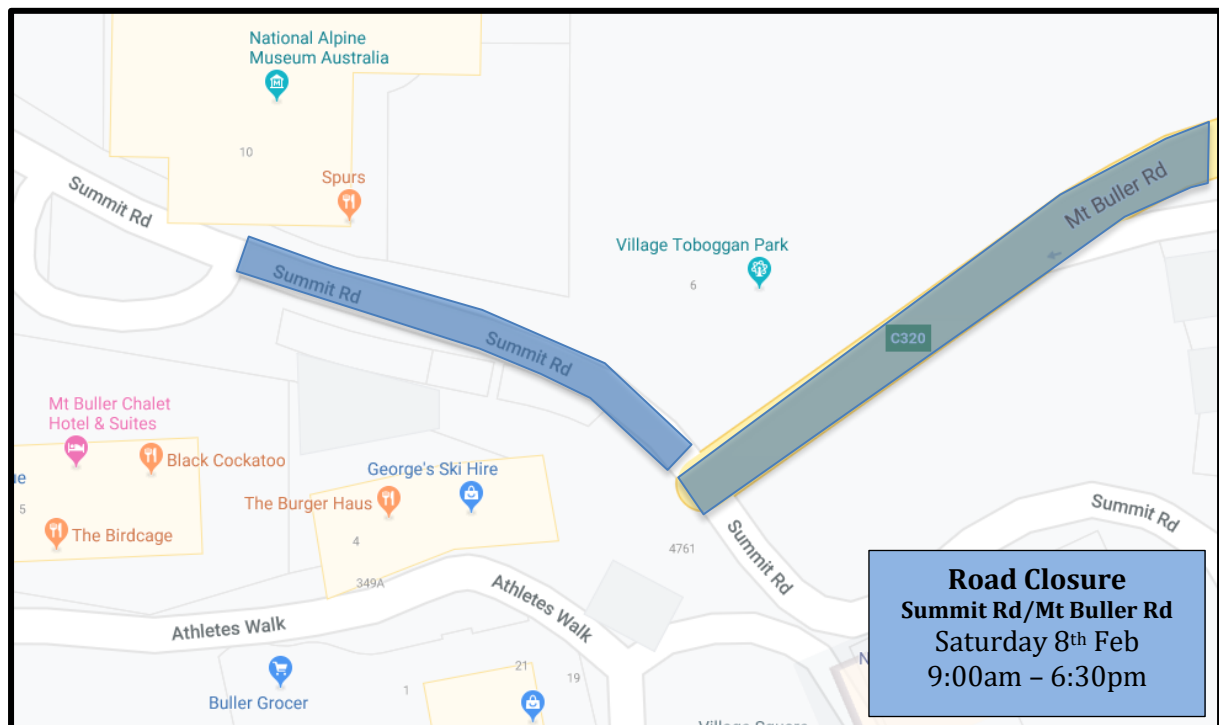 National Alpine
Museum Australia
10
Spurs
Summit Rd
Mt Buller Rd
Village Toboggan Park
6
Summit Rd
Summit Rd
C320
Mt Buller Chalet
Hotel & Suites
Black Cockatoo
George's Ski Hire
The Burger Haus
ue
5
The Birdcage
4
4761
Summit Rd
Summit Rd
349A
Athletes Walk
Athletes Walk
Road Closure
Summit Rd/Mt Buller Rd
Saturday 8th Feb
9:00am – 6:30pm
N
21
19
1
Buller Grocer
Village Square